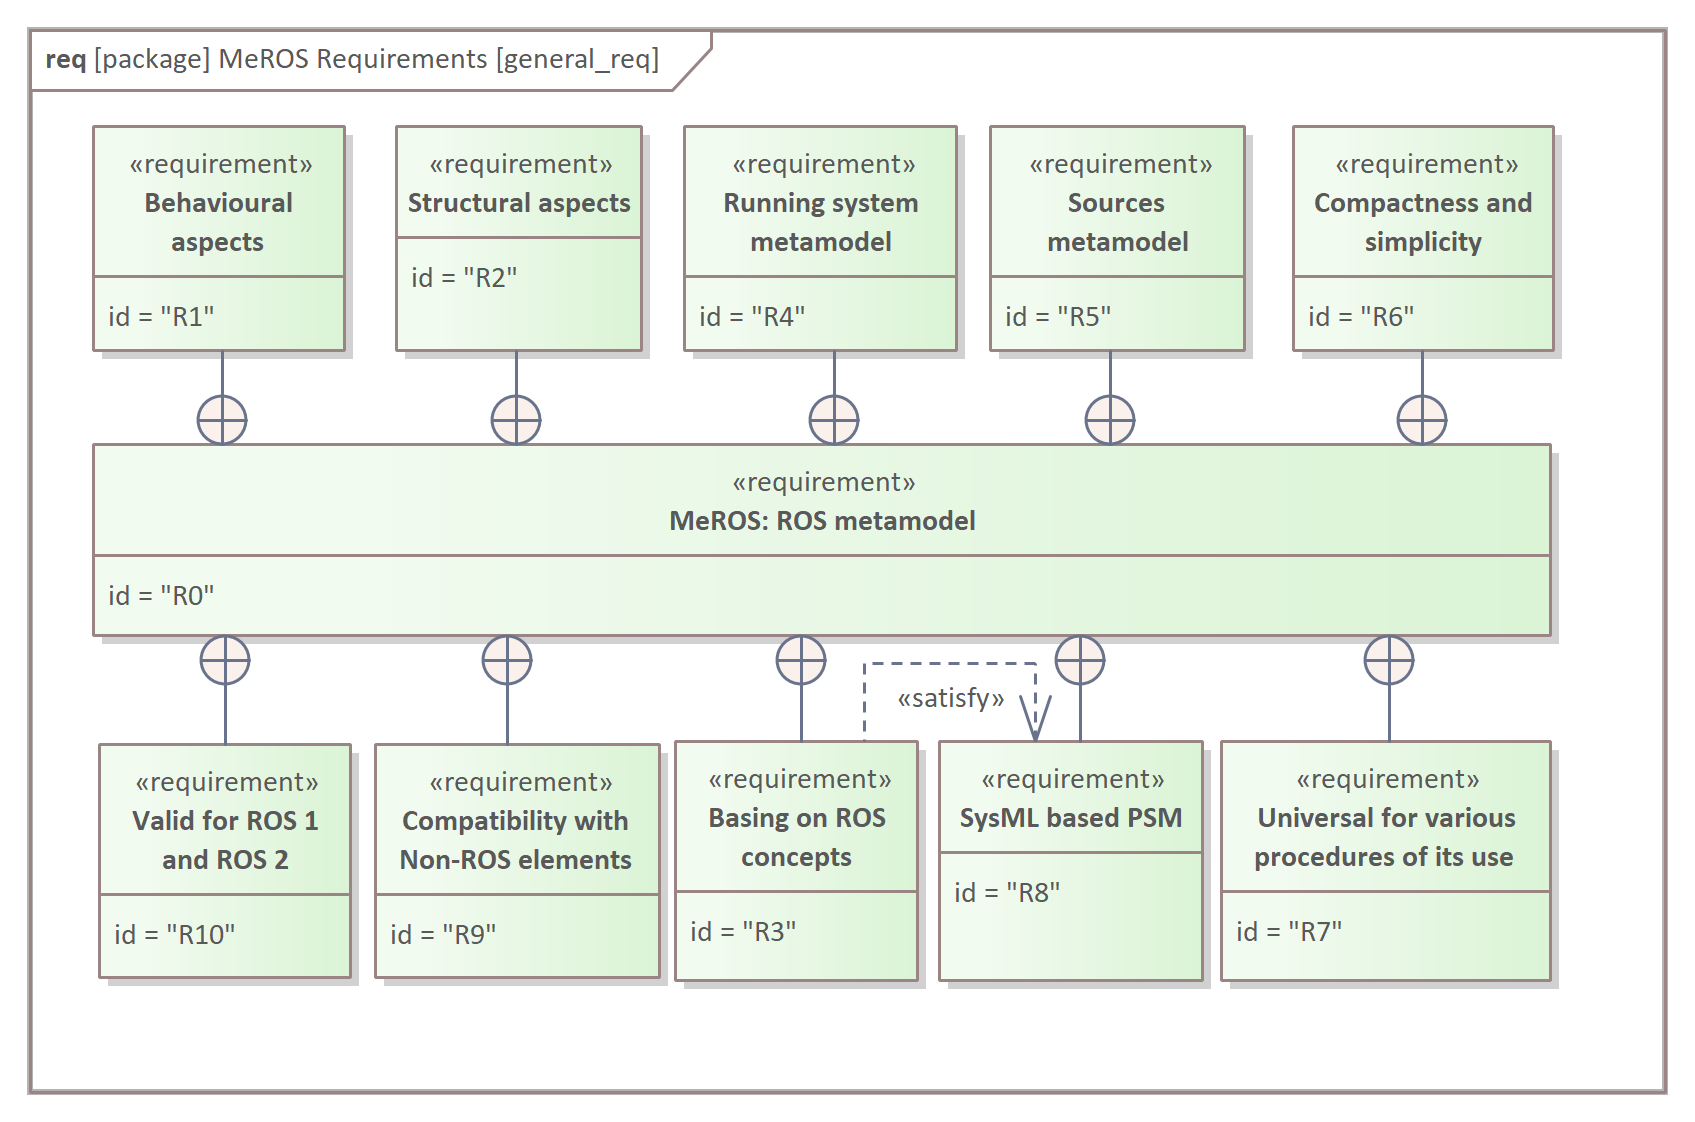 req [package] MeROS Requirements [general_req]
«requirement»
Behavioural
aspects
id = "R1"
«requirement»
Structural aspects
id = "R2"
«requirement»
Running system
metamodel
id = "R4"
«requirement»
Sources
metamodel
id = "R5"
«requirement»
Compactness and
simplicity
id = "R6"
«requirement»
MeROS: ROS metamodel
id = "R0"
«satisfy»
«requirement»
Valid for ROS 1
and ROS 2
id = "R10"
«requirement»
Compatibility with
Non-ROS elements
id = "R9"
«requirement»
Basing on ROS
concepts
id = "R3"
«requirement»
SysML based PSM
id = "R8"
«requirement»
Universal for various
procedures of its use
id = "R7"